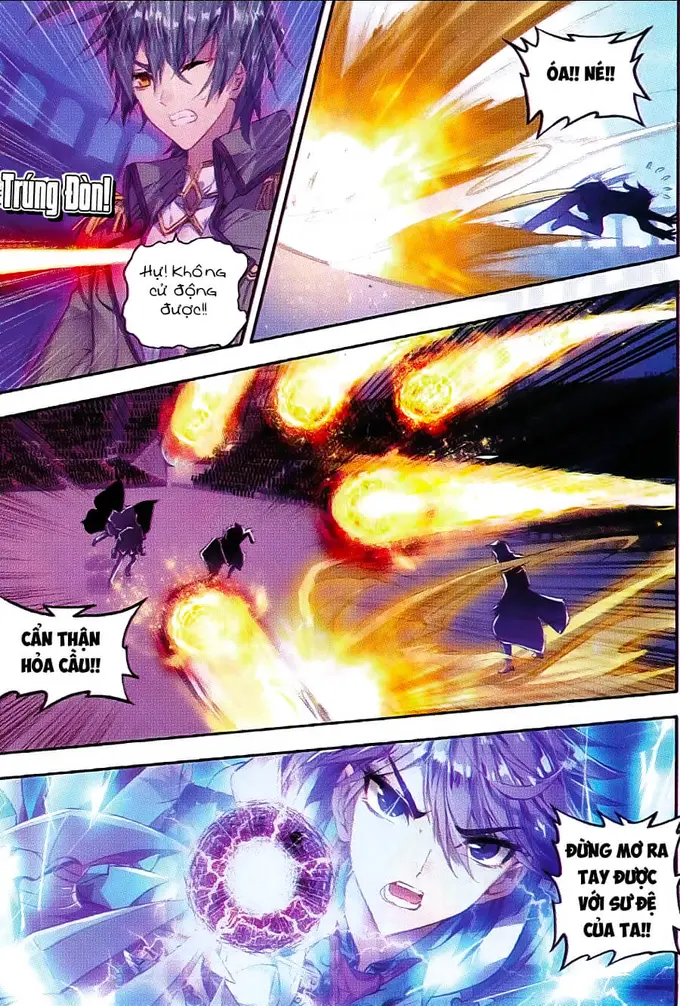 Trúng Đòn!
Hự! Không
cử động
được!!
ÓA!! NÉ!!
CẨN THẬN
HỎA CẦU!!
ĐỪNG MƠ RA
TAY ĐƯỢC
VỚI SƯ ĐỆ
CỦA TA!!